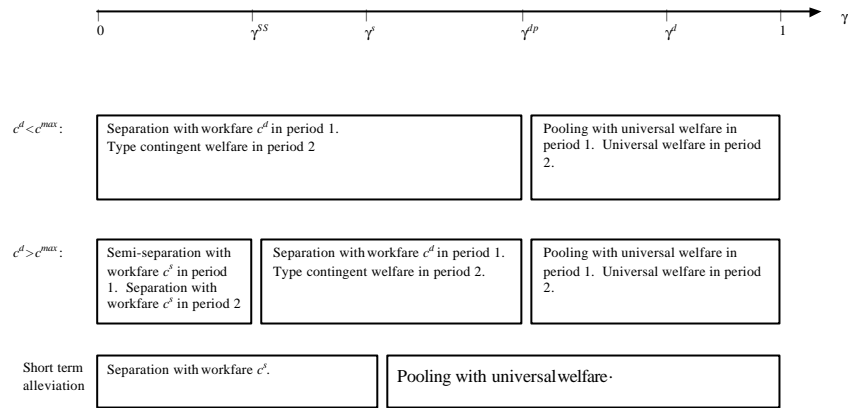 0 γ^SS γ^s γ^dp γ^d 1 γ
c^d<c^max:
Separation with workfare c^d in period 1.
Type contingent welfare in period 2
Pooling with universal welfare in
period 1. Universal welfare in period
2.
c^d>c^max:
Semi-separation with
workfare c^s in period
1. Separation with
workfare c^s in period 2
Separation with workfare c^d in period 1.
Type contingent welfare in period 2.
Pooling with universal welfare in
period 1. Universal welfare in period
2.
Short term
alleviation
Separation with workfare c^s.
Pooling with universal welfare.